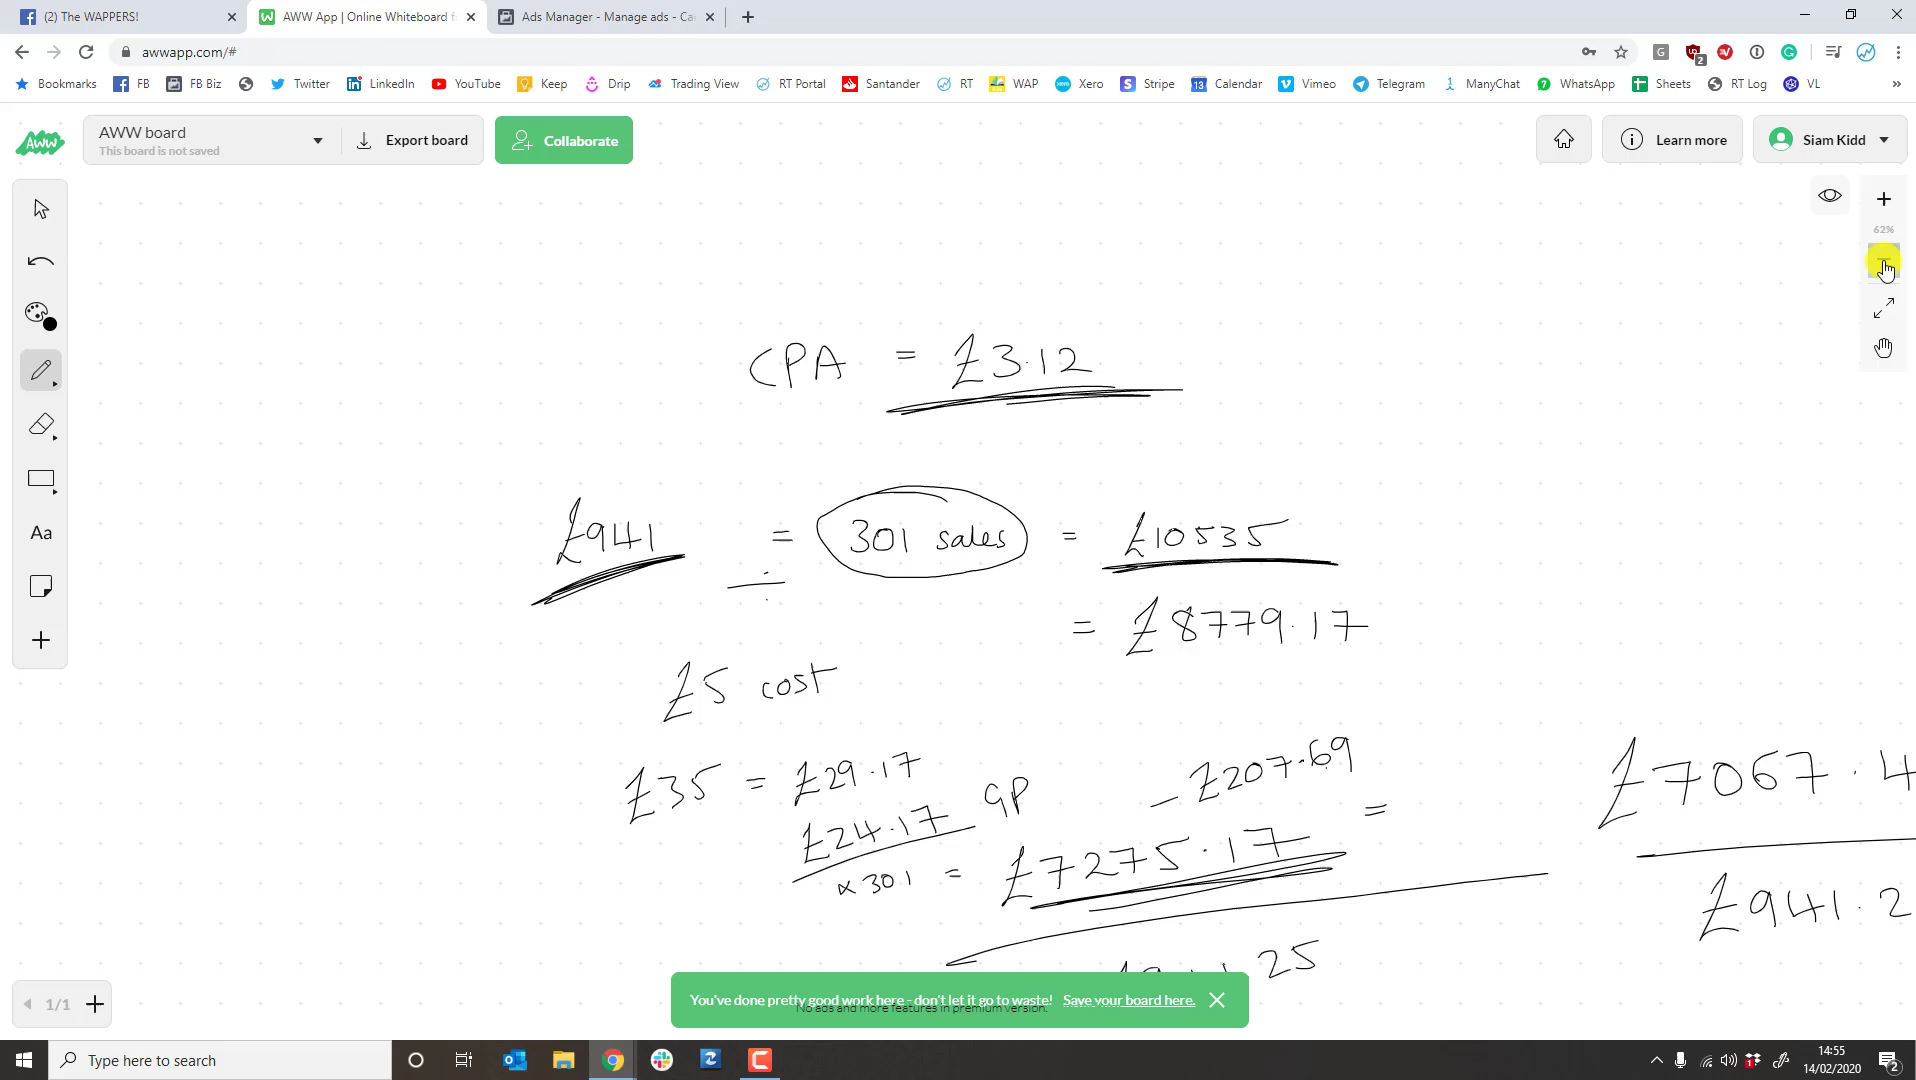 (2) The WAPPERS!
AWW App | Online Whiteboard f
Ads Manager - Manage ads - Ca
awwapp.com/#
Bookmarks FB FB Biz Twitter LinkedIn YouTube Keep Drip Trading View RT Portal Santander RT WAP Xero Stripe Calendar Vimeo Telegram ManyChat WhatsApp Sheets RT Log VL »
AWW
AWW board
This board is not saved
Export board
Collaborate
Learn more
Siam Kidd
62%
CPA = £3.12
£941 = 301 sales = £10535
÷
= £8779.17
£5 cost
£35 = £29.17
£24.17 GP
x301 = £7275.17
- £207.69
=
£7067.4
£941.2
25
Aa
1/1
You've done pretty good work here - don't let it go to waste! Save your board here.
No ads and more features in premium version.
Type here to search
14:55
14/02/2020